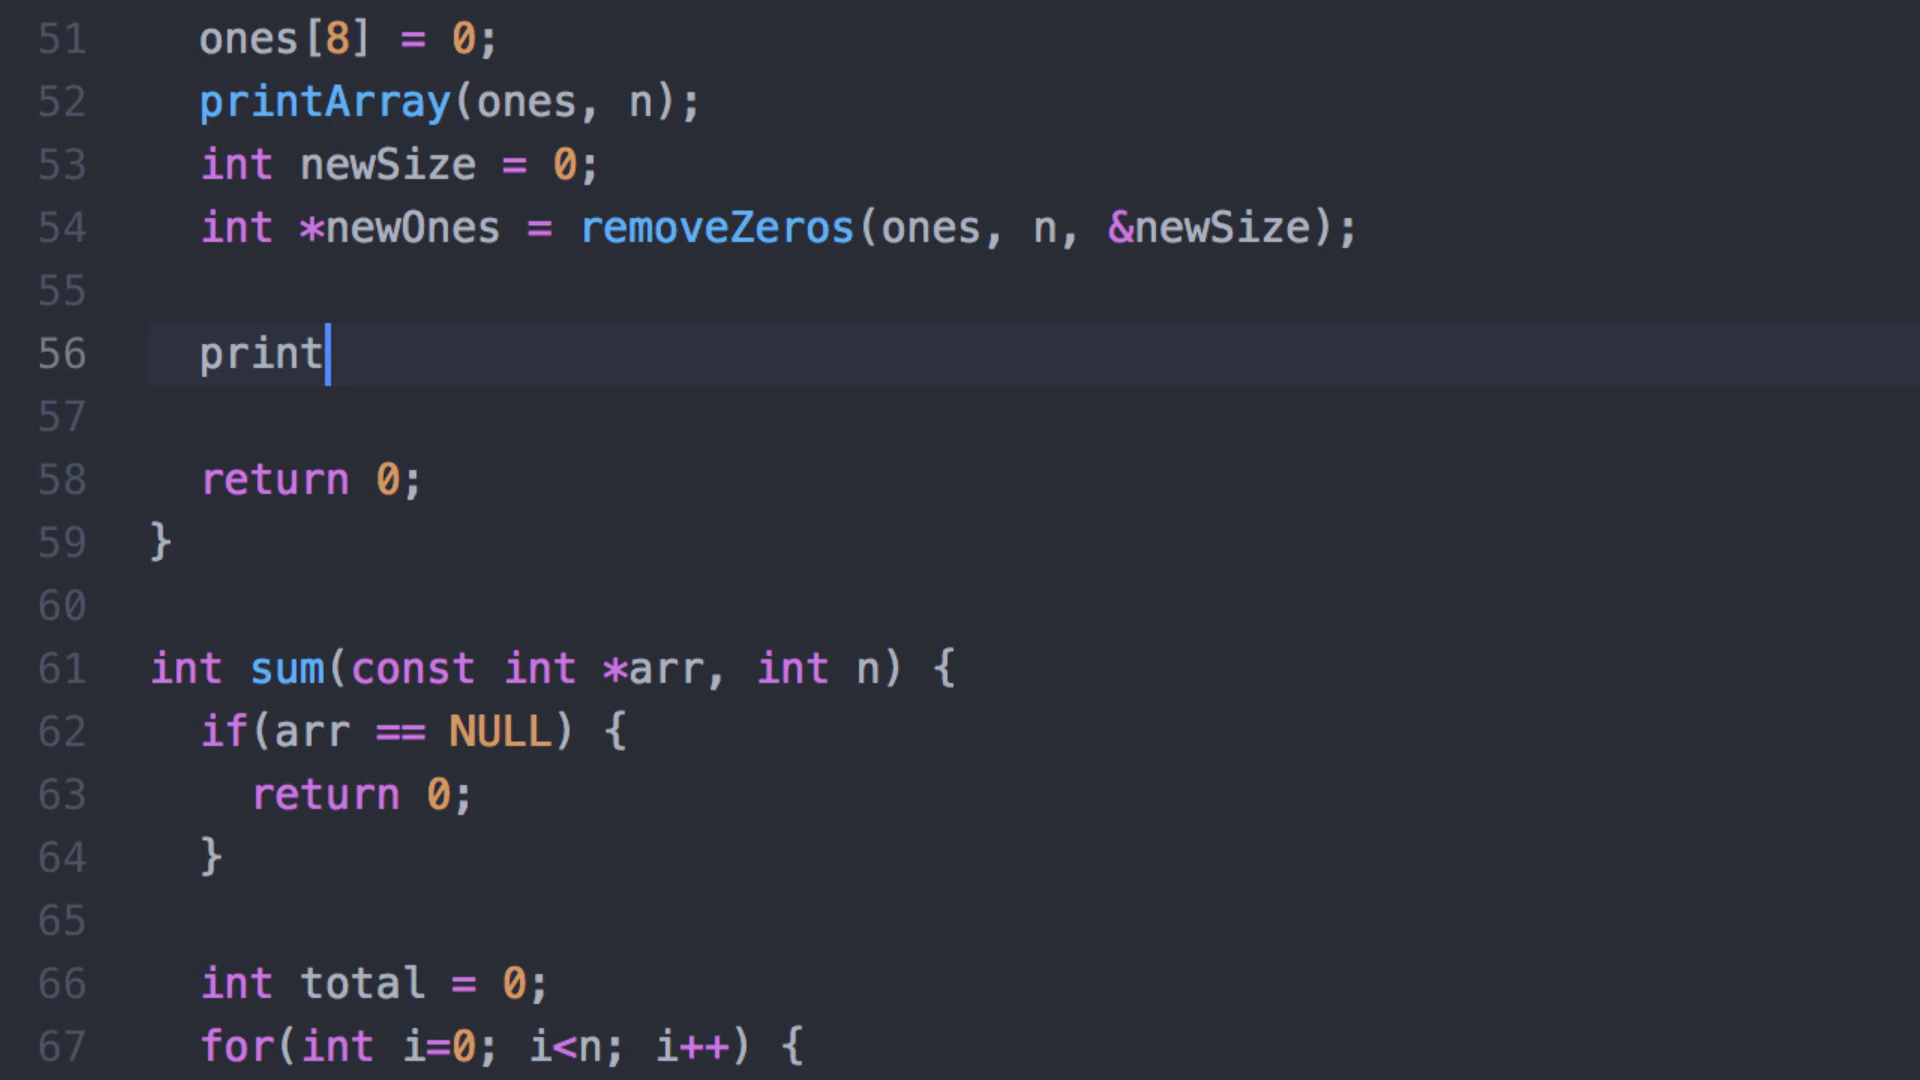 51 ones[8] = 0;
52 printArray(ones, n);
53 int newSize = 0;
54 int *newOnes = removeZeros(ones, n, &newSize);
55
56 print
57
58 return 0;
59 }
60
61 int sum(const int *arr, int n) {
62 if(arr == NULL) {
63 return 0;
64 }
65
66 int total = 0;
67 for(int i=0; i<n; i++) {